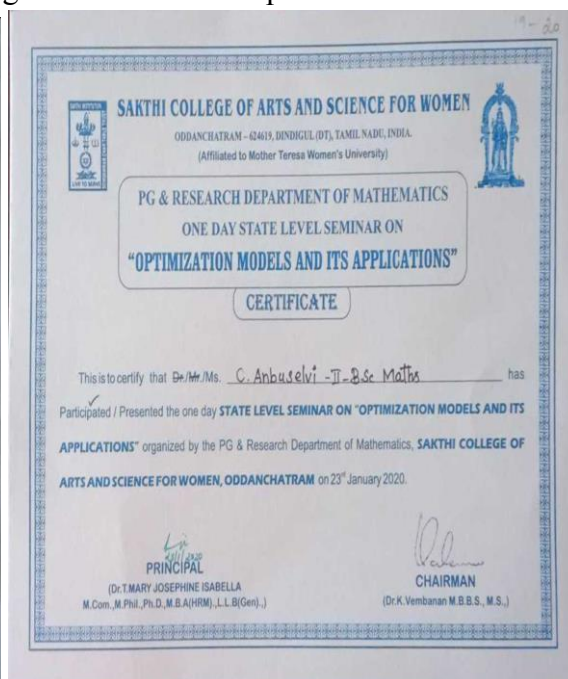 19-20
SAKTHI COLLEGE OF ARTS AND SCIENCE FOR WOMEN
ODDANCHATRAM – 624619, DINDIGUL (DT), TAMIL NADU, INDIA.
(Affiliated to Mother Teresa Women's University)
LIVE TO SERVE
PG & RESEARCH DEPARTMENT OF MATHEMATICS
ONE DAY STATE LEVEL SEMINAR ON
"OPTIMIZATION MODELS AND ITS APPLICATIONS"
CERTIFICATE
This is to certify that Dr/Mr./Ms. C. Anbuselvi - II - B.Sc Maths has
Participated / Presented the one day STATE LEVEL SEMINAR ON "OPTIMIZATION MODELS AND ITS
APPLICATIONS" organized by the PG & Research Department of Mathematics, SAKTHI COLLEGE OF
ARTS AND SCIENCE FOR WOMEN, ODDANCHATRAM on 23rd January 2020.
PRINCIPAL
(Dr.T.MARY JOSEPHINE ISABELLA
M.Com.,M.Phil.,Ph.D.,M.B.A(HRM).,L.L.B(Gen).,)
CHAIRMAN
(Dr.K.Vembanan M.B.B.S., M.S.,)